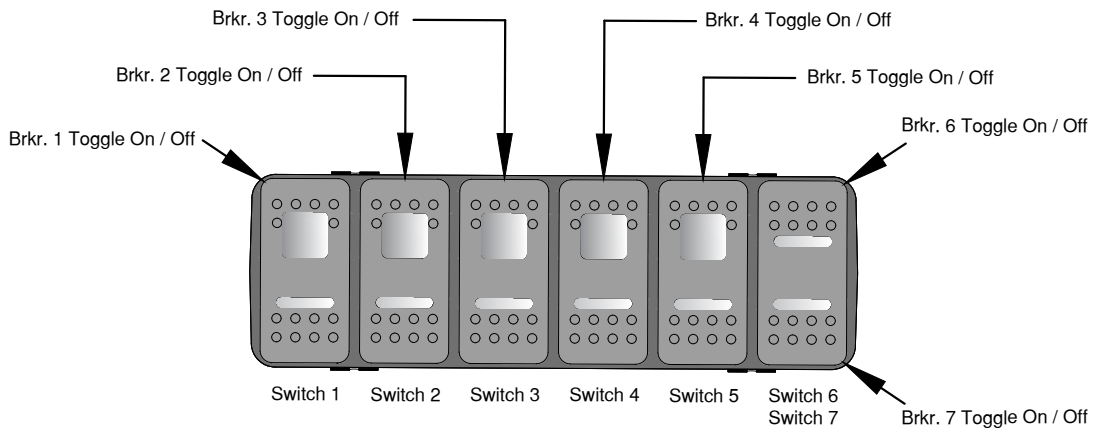 Brkr. 3 Toggle On / Off
Brkr. 4 Toggle On / Off
Brkr. 2 Toggle On / Off
Brkr. 5 Toggle On / Off
Brkr. 1 Toggle On / Off
Brkr. 6 Toggle On / Off
Switch 1
Switch 2
Switch 3
Switch 4
Switch 5
Switch 6
Switch 7
Brkr. 7 Toggle On / Off